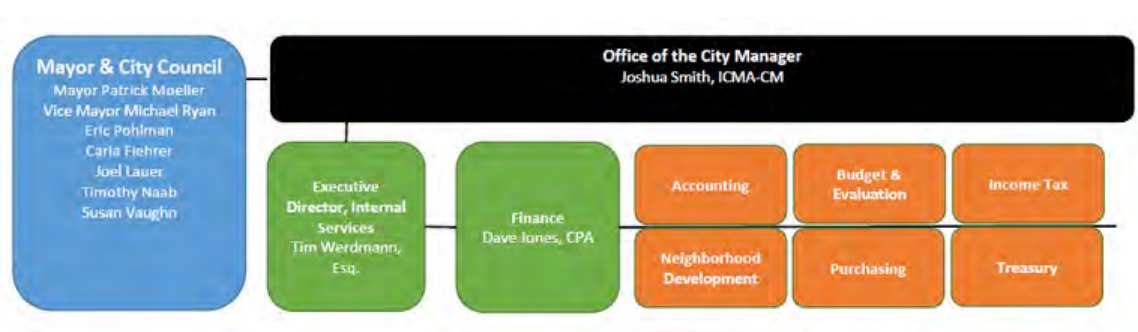 Mayor & City Council
Mayor Patrick Moeller
Vice Mayor Michael Ryan
Eric Pohlman
Carla Fiehrer
Joel Lauer
Timothy Naab
Susan Vaughn
Office of the City Manager
Joshua Smith, ICMA-CM
Executive
Director, Internal
Services
Tim Werdmann,
Esq.
Finance
Dave Jones, CPA
Accounting
Budget &
Evaluation
Income Tax
Neighborhood
Development
Purchasing
Treasury